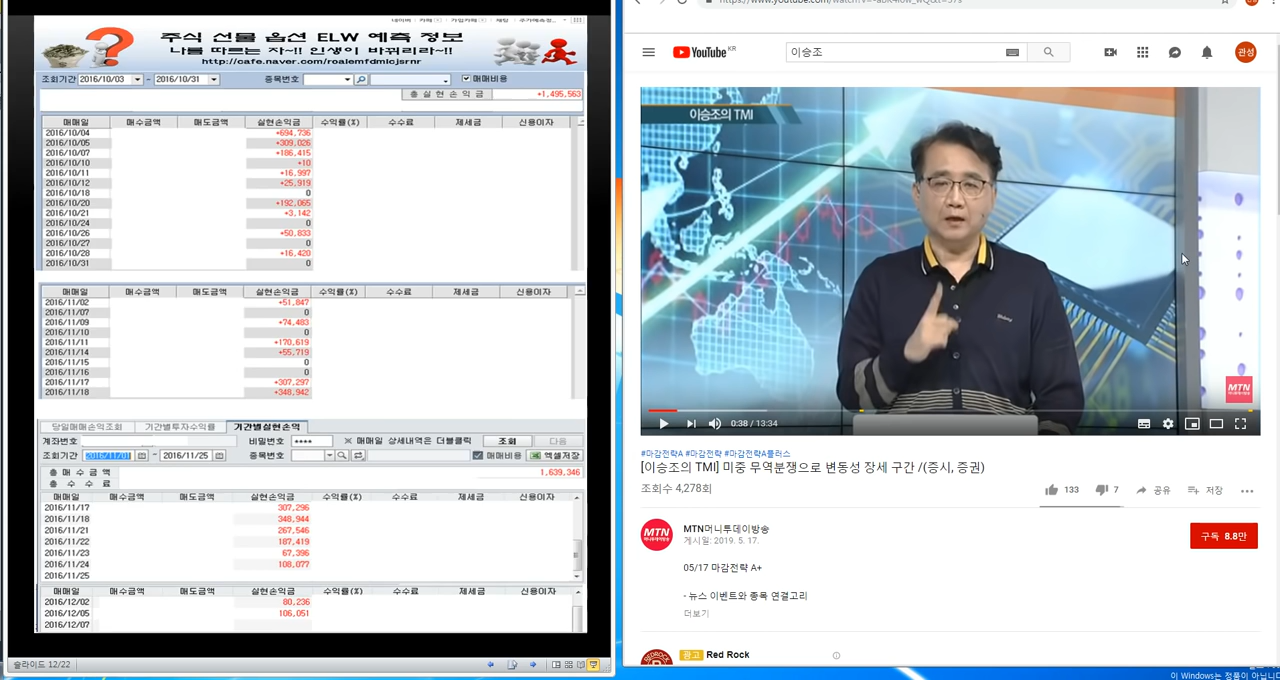 주식 선물 옵션 ELW 예측 정보
나를 따르는 자~!! 인생이 바뀌리라~!!
http://cafe.naver.com/roalemfdmlcjsrnr
조회기간 2016/10/03 - 2016/10/31 종목번호 매매비용
총 실 현 손 익 금 +1,495,563
매매일 매수금액 매도금액 실현손익금 수익률(%) 수수료 제세금 신용이자
2016/10/04 +694,736
2016/10/05 +309,026
2016/10/07 +186,415
2016/10/10 +10
2016/10/11 +16,997
2016/10/12 +25,919
2016/10/18 0
2016/10/20 +192,065
2016/10/21 +3,142
2016/10/24 0
2016/10/26 +50,833
2016/10/27 0
2016/10/28 +16,420
2016/10/31 0
매매일 매수금액 매도금액 실현손익금 수익률(%) 수수료 제세금 신용이자
2016/11/02 +51,847
2016/11/07 0
2016/11/09 +74,483
2016/11/10 0
2016/11/11 +170,619
2016/11/14 +55,719
2016/11/15 0
2016/11/16 0
2016/11/17 +307,297
2016/11/18 +348,942
당일매매손익조회 기간별투자수익률 기간별실현손익
계좌번호 비밀번호 **** ※ 매매일 상세내역은 더블클릭 조회 다음
조회기간 2016/11/01 - 2016/11/25 종목번호 매매비용 엑셀저장
총 매 수 금 액 1,639,346
총 수 수 료
매매일 매수금액 매도금액 실현손익금 수익률(%) 수수료 제세금 신용이자
2016/11/17 307,296
2016/11/18 348,944
2016/11/21 267,546
2016/11/22 187,419
2016/11/23 67,396
2016/11/24 108,077
2016/11/25
매매일 매수금액 매도금액 실현손익금 수익률(%) 수수료 제세금 신용이자
2016/12/02 80,236
2016/12/05 106,051
2016/12/07
슬라이드 12/22
YouTube KR
이승조
관성
이승조의 TMI
MTN
0:38 / 13:34
#마감전략A #마감전략 #마감전략A플러스
[이승조의 TMI] 미중 무역분쟁으로 변동성 장세 구간 /(증시, 증권)
조회수 4,278회
133 7 공유 저장
MTN 머니투데이방송
MTN머니투데이방송
게시일: 2019. 5. 17.
구독 8.8만
05/17 마감전략 A+
- 뉴스 이벤트와 종목 연결고리
더보기
REDROCK
광고 Red Rock
이 Windows는 정품이 아닙니다